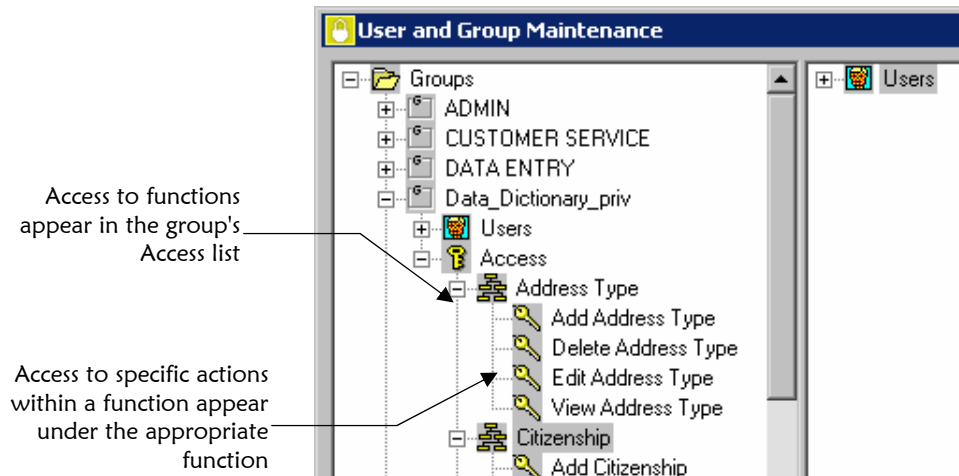 User and Group Maintenance
Groups
ADMIN
CUSTOMER SERVICE
DATA ENTRY
Data_Dictionary_priv
Users
Access
Address Type
Add Address Type
Delete Address Type
Edit Address Type
View Address Type
Citizenship
Add Citizenship
Users
Access to functions
appear in the group's
Access list
Access to specific actions
within a function appear
under the appropriate
function